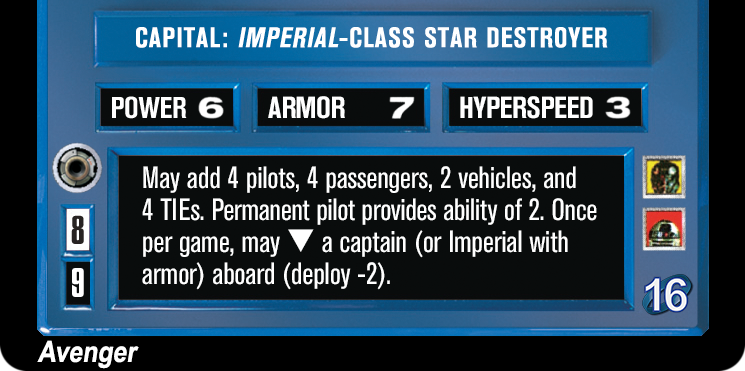 CAPITAL: IMPERIAL-CLASS STAR DESTROYER
POWER 6 ARMOR 7 HYPERSPEED 3
May add 4 pilots, 4 passengers, 2 vehicles, and
4 TIEs. Permanent pilot provides ability of 2. Once
per game, may ▼ a captain (or Imperial with
armor) aboard (deploy -2).
8
9
16
Avenger